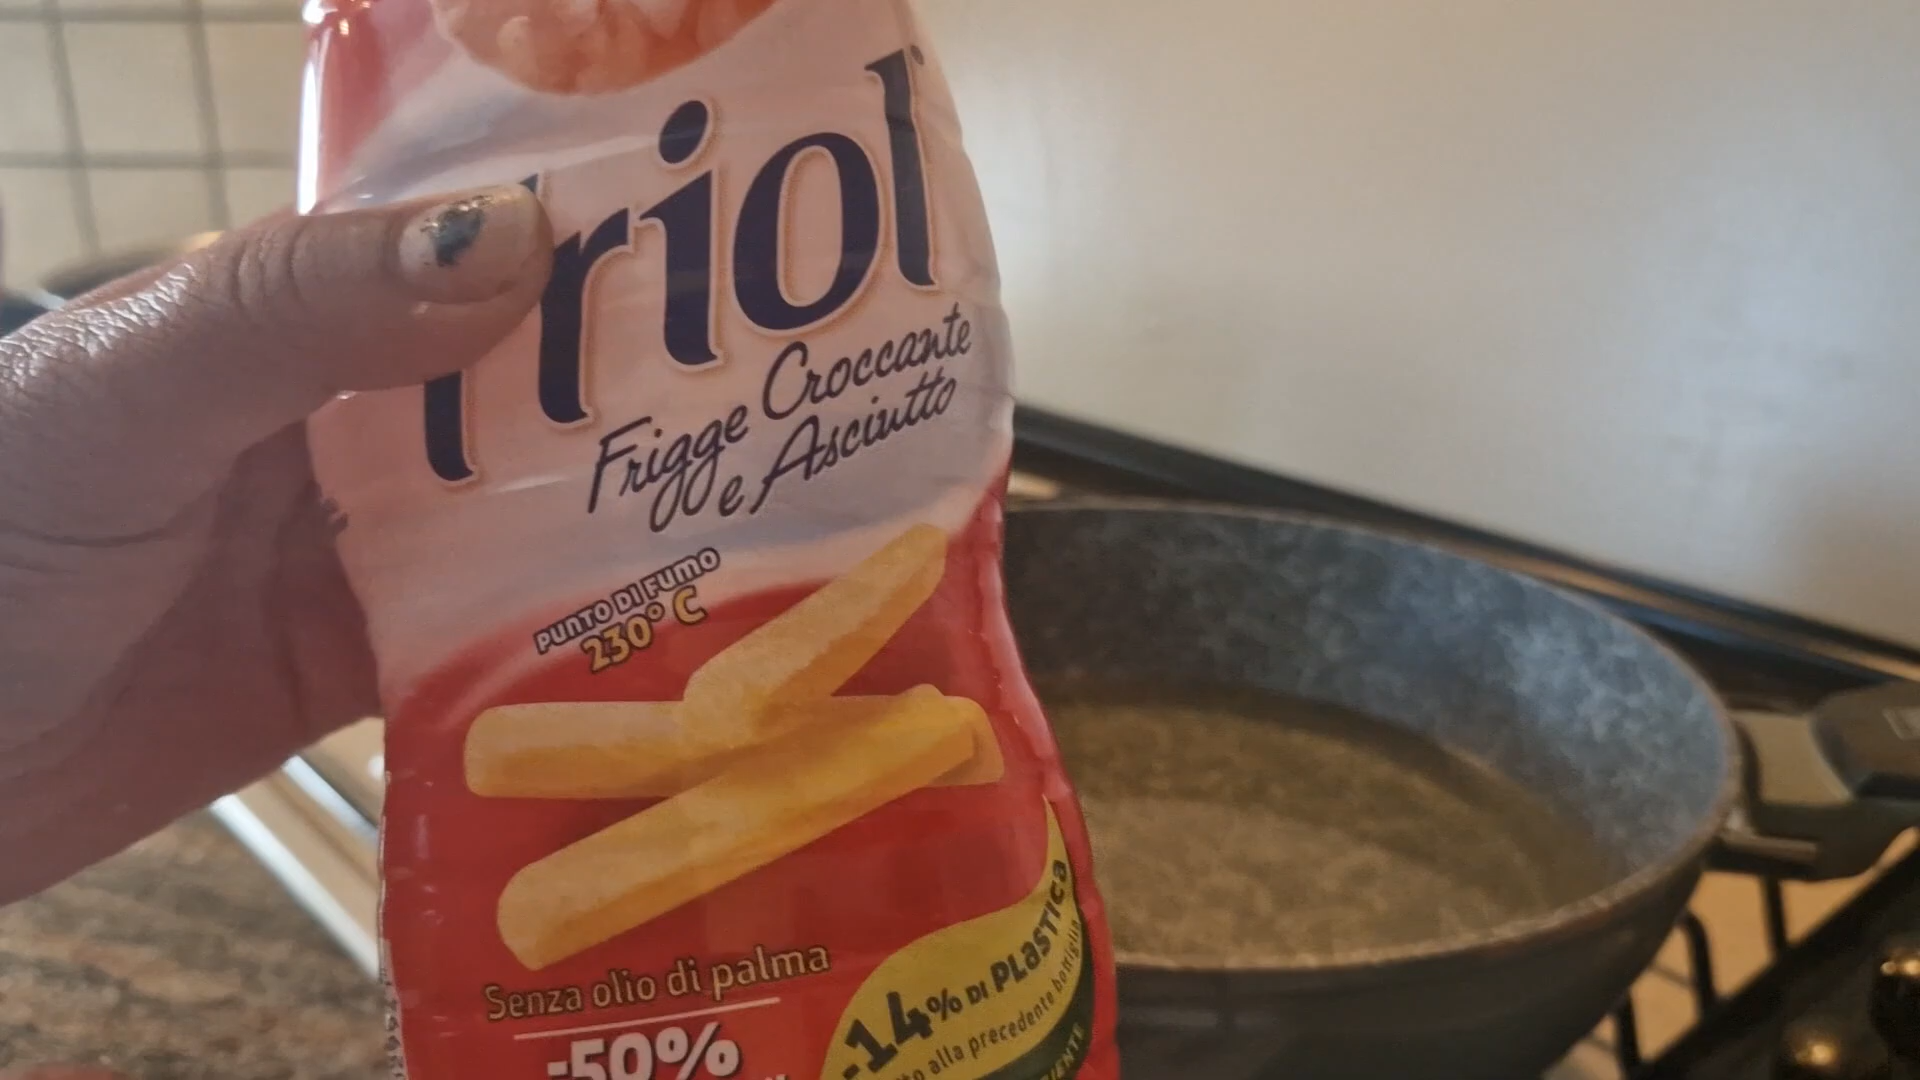 friol
Frigge Croccante
e Asciutto
PUNTO DI FUMO
230° C
Senza olio di palma
-50%
-14% DI PLASTICA
alla precedente bottiglia